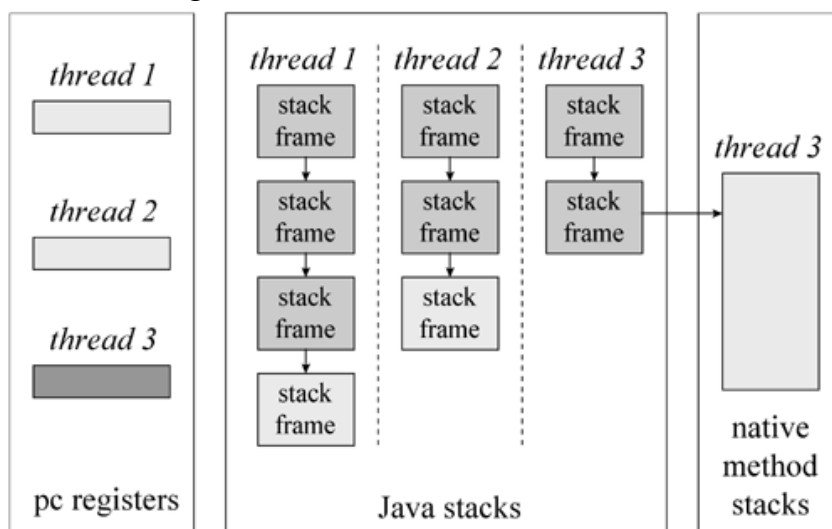 thread 1
thread 2
thread 3
pc registers
thread 1
thread 2
thread 3
stack
frame
stack
frame
stack
frame
stack
frame
stack
frame
stack
frame
stack
frame
stack
frame
stack
frame
Java stacks
thread 3
native
method
stacks